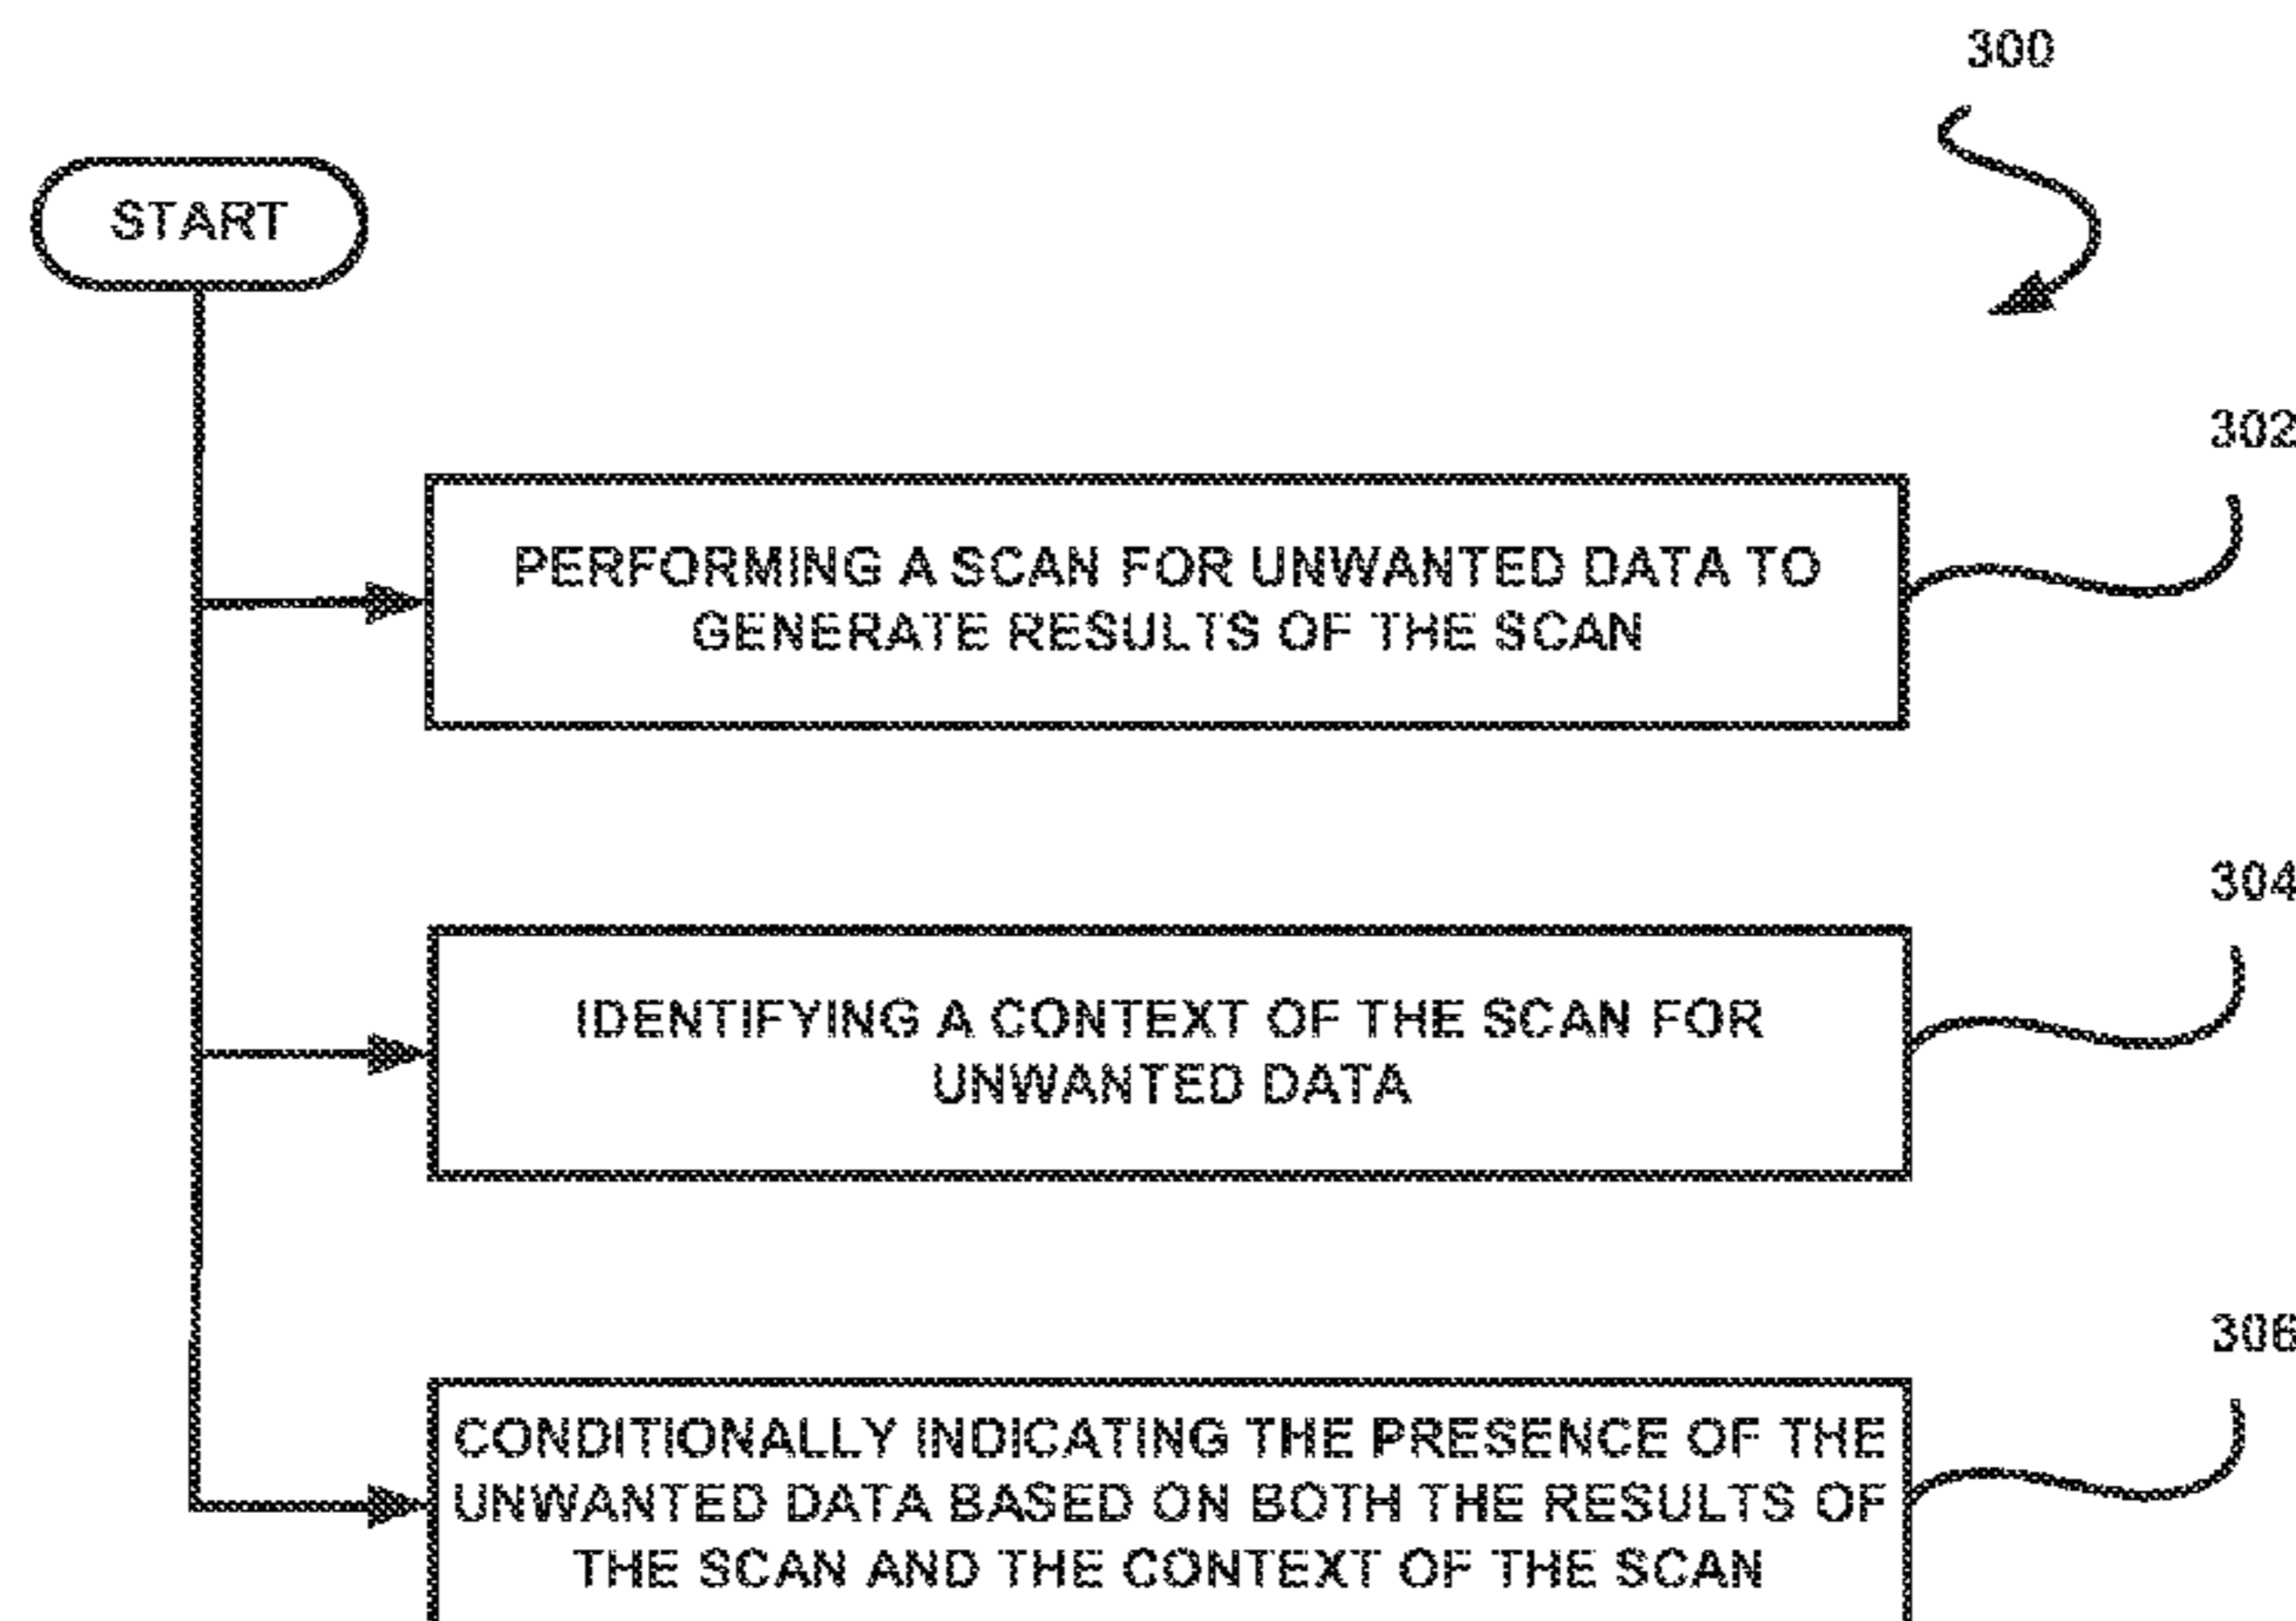 300
START
302
PERFORMING A SCAN FOR UNWANTED DATA TO
GENERATE RESULTS OF THE SCAN
304
IDENTIFYING A CONTEXT OF THE SCAN FOR
UNWANTED DATA
306
CONDITIONALLY INDICATING THE PRESENCE OF THE
UNWANTED DATA BASED ON BOTH THE RESULTS OF
THE SCAN AND THE CONTEXT OF THE SCAN